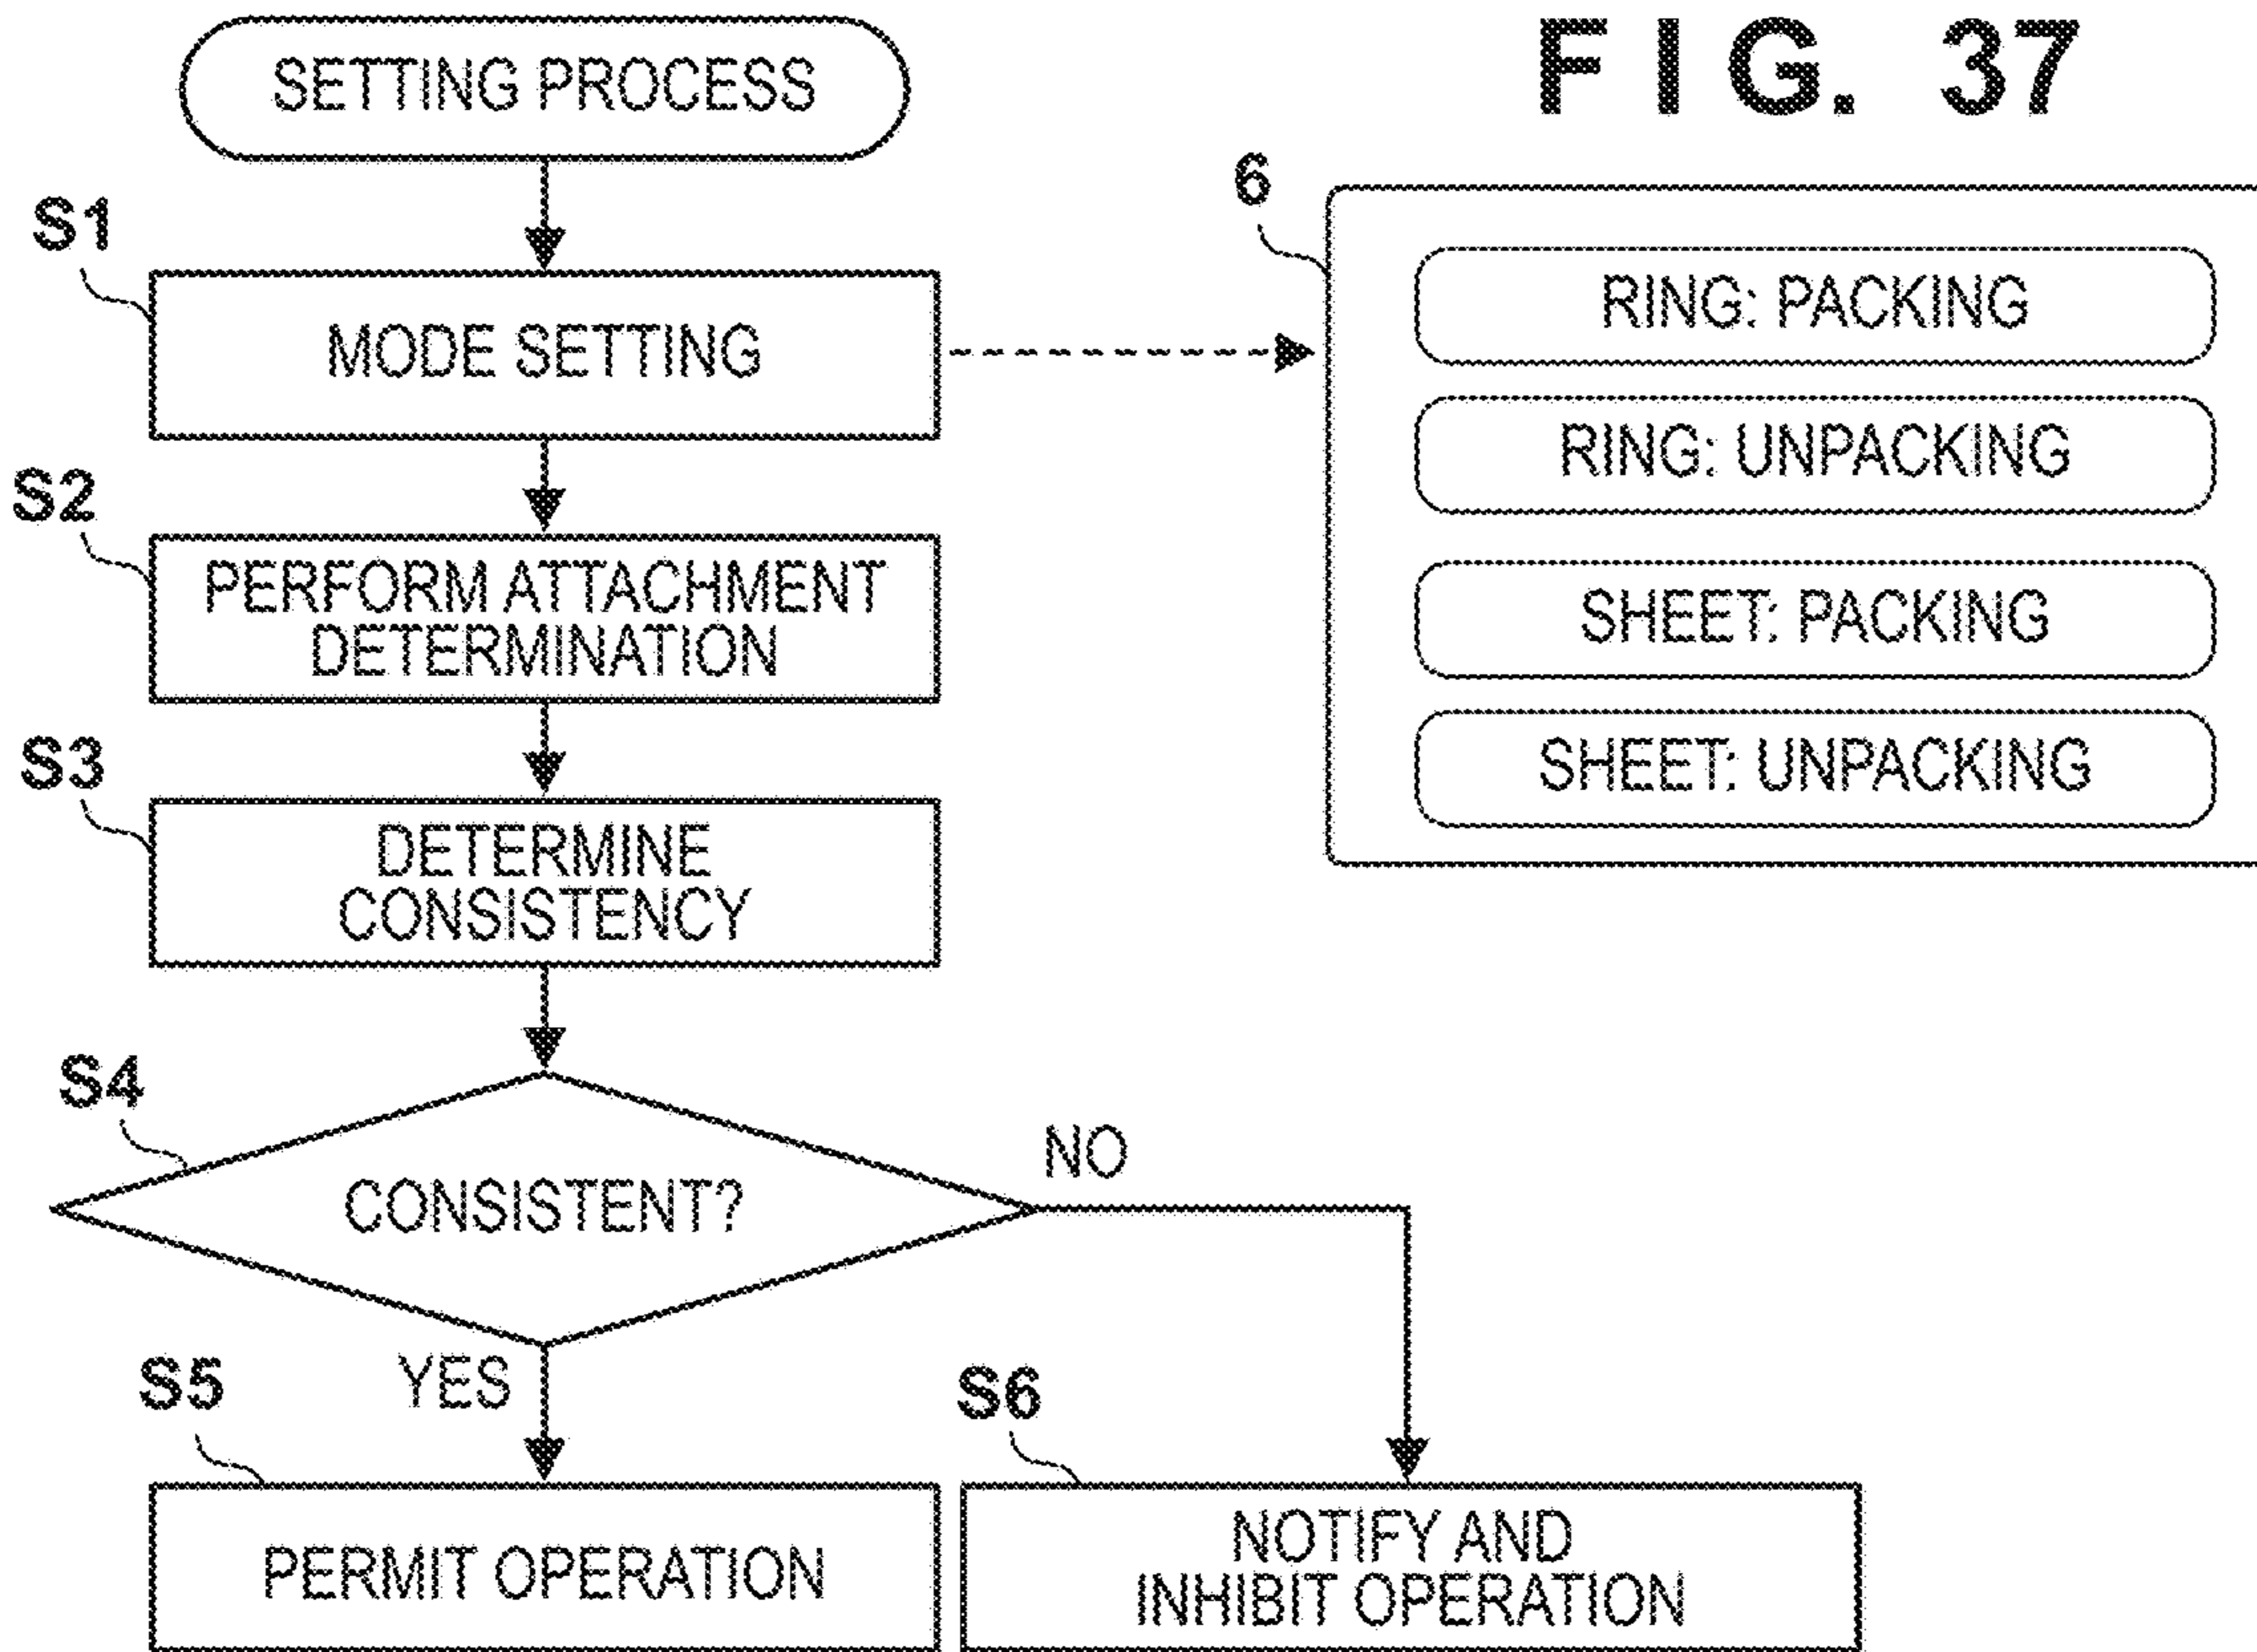 FIG. 37
SETTING PROCESS
S1
MODE SETTING
6
RING: PACKING
RING: UNPACKING
SHEET: PACKING
SHEET: UNPACKING
S2
PERFORM ATTACHMENT
DETERMINATION
S3
DETERMINE
CONSISTENCY
S4
CONSISTENT?
NO
YES
S5
PERMIT OPERATION
S6
NOTIFY AND
INHIBIT OPERATION